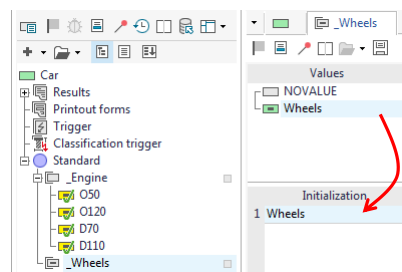 Car
Results
Printout forms
Trigger
Classification trigger
Standard
_Engine
O50
O120
D70
D110
_Wheels
_Wheels
Values
NOVALUE
Wheels
Initialization
1 Wheels